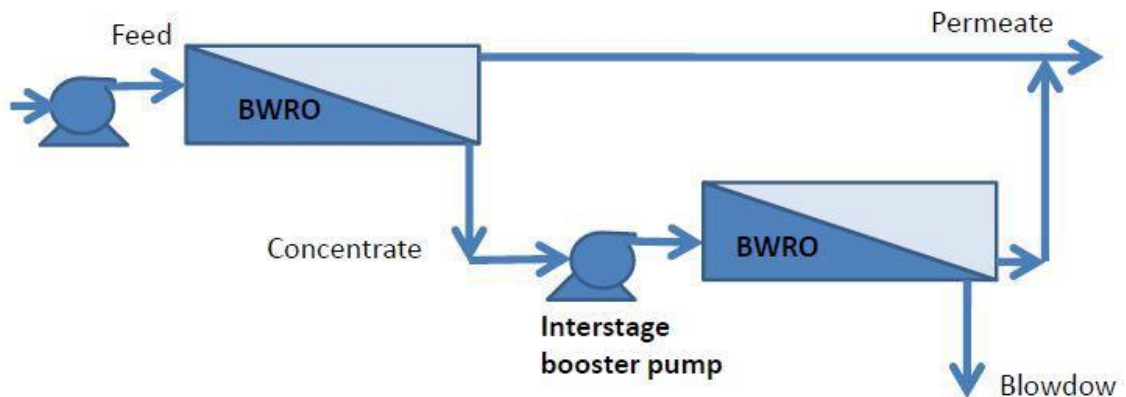 Feed
Permeate
BWRO
Concentrate
BWRO
Interstage
booster pump
Blowdow